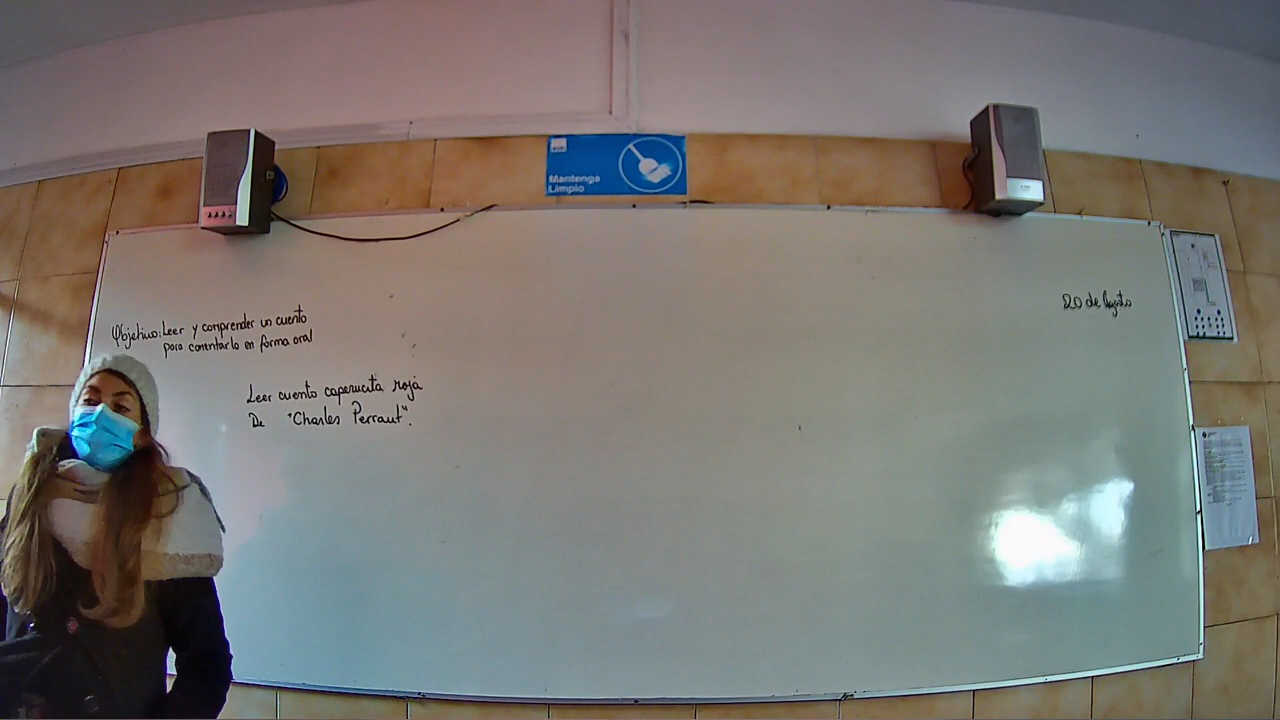 Mantenga
Limpio
20 de Agosto
Objetivo: Leer y comprender un cuento
para comentarlo en forma oral
Leer cuento caperucita roja
De "Charles Perraut".